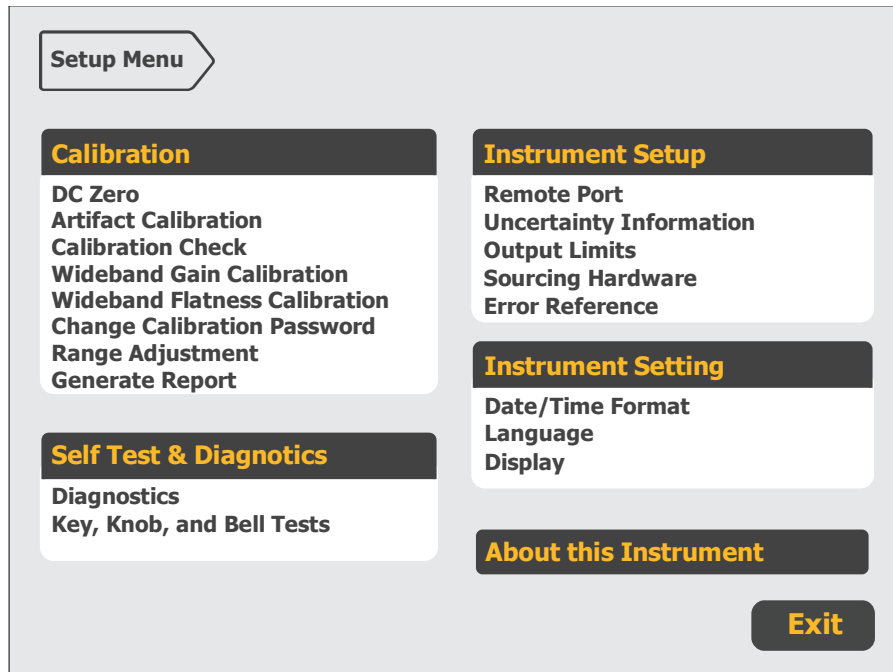 Setup Menu
Calibration
DC Zero
Artifact Calibration
Calibration Check
Wideband Gain Calibration
Wideband Flatness Calibration
Change Calibration Password
Range Adjustment
Generate Report
Self Test & Diagnotics
Diagnostics
Key, Knob, and Bell Tests
Instrument Setup
Remote Port
Uncertainty Information
Output Limits
Sourcing Hardware
Error Reference
Instrument Setting
Date/Time Format
Language
Display
About this Instrument
Exit